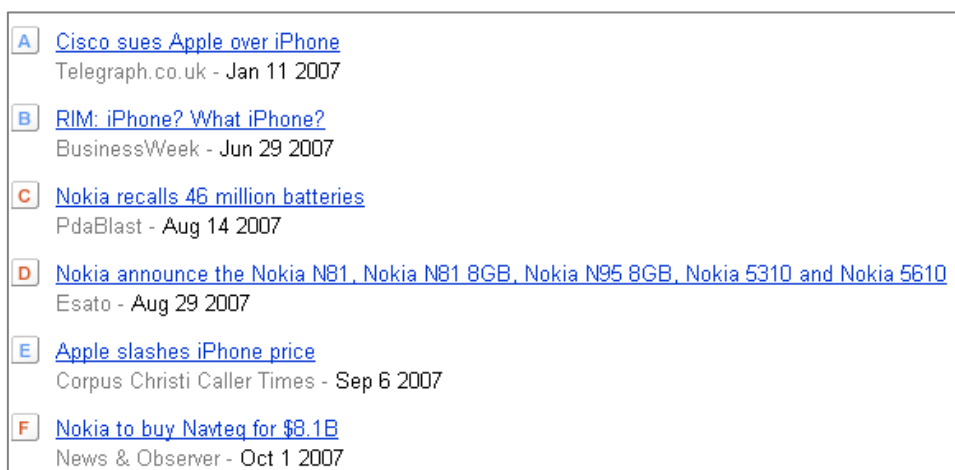 A Cisco sues Apple over iPhone
Telegraph.co.uk - Jan 11 2007
B RIM: iPhone? What iPhone?
BusinessWeek - Jun 29 2007
C Nokia recalls 46 million batteries
PdaBlast - Aug 14 2007
D Nokia announce the Nokia N81, Nokia N81 8GB, Nokia N95 8GB, Nokia 5310 and Nokia 5610
Esato - Aug 29 2007
E Apple slashes iPhone price
Corpus Christi Caller Times - Sep 6 2007
F Nokia to buy Navteq for $8.1B
News & Observer - Oct 1 2007